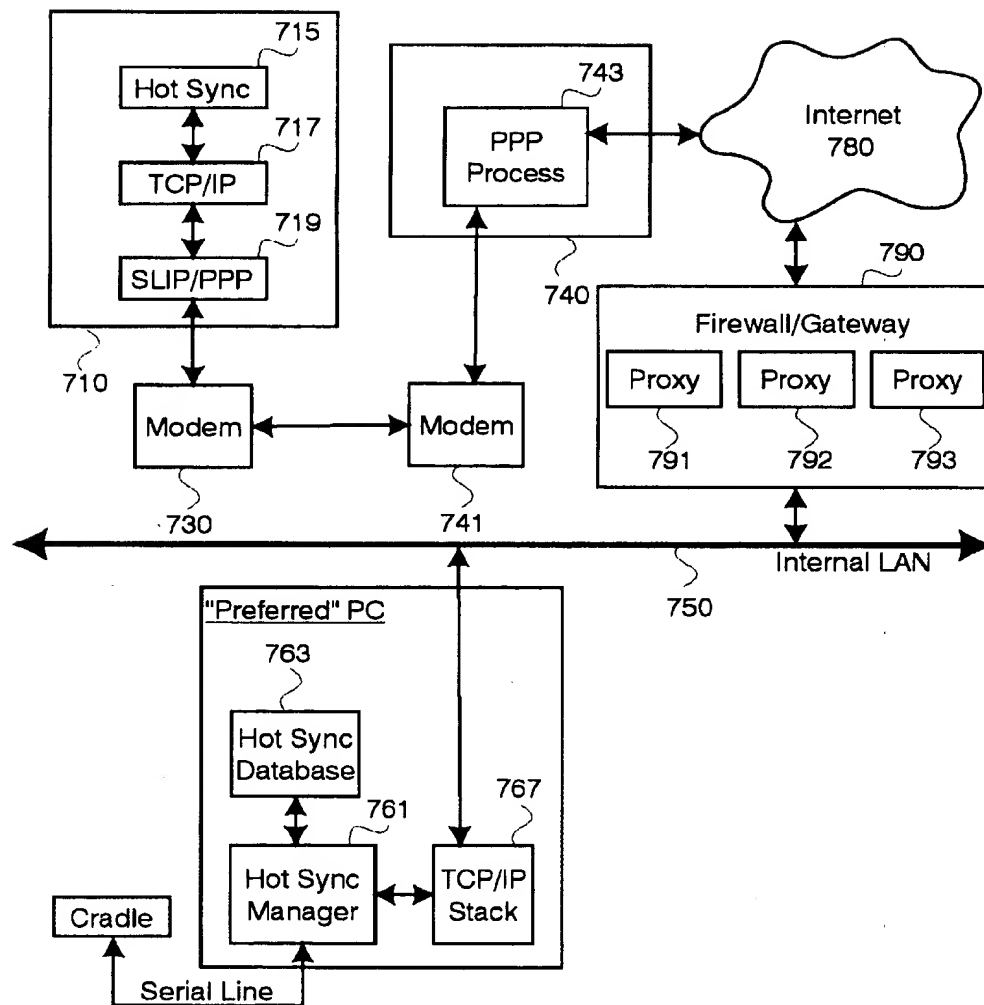 715
Hot Sync
717
TCP/IP
719
SLIP/PPP
710
Modem
730
743
PPP
Process
740
Modem
741
Internet
780
790
Firewall/Gateway
Proxy
Proxy
Proxy
791
792
793
Internal LAN
750
"Preferred" PC
763
Hot Sync
Database
761
Hot Sync
Manager
767
TCP/IP
Stack
Cradle
Serial Line